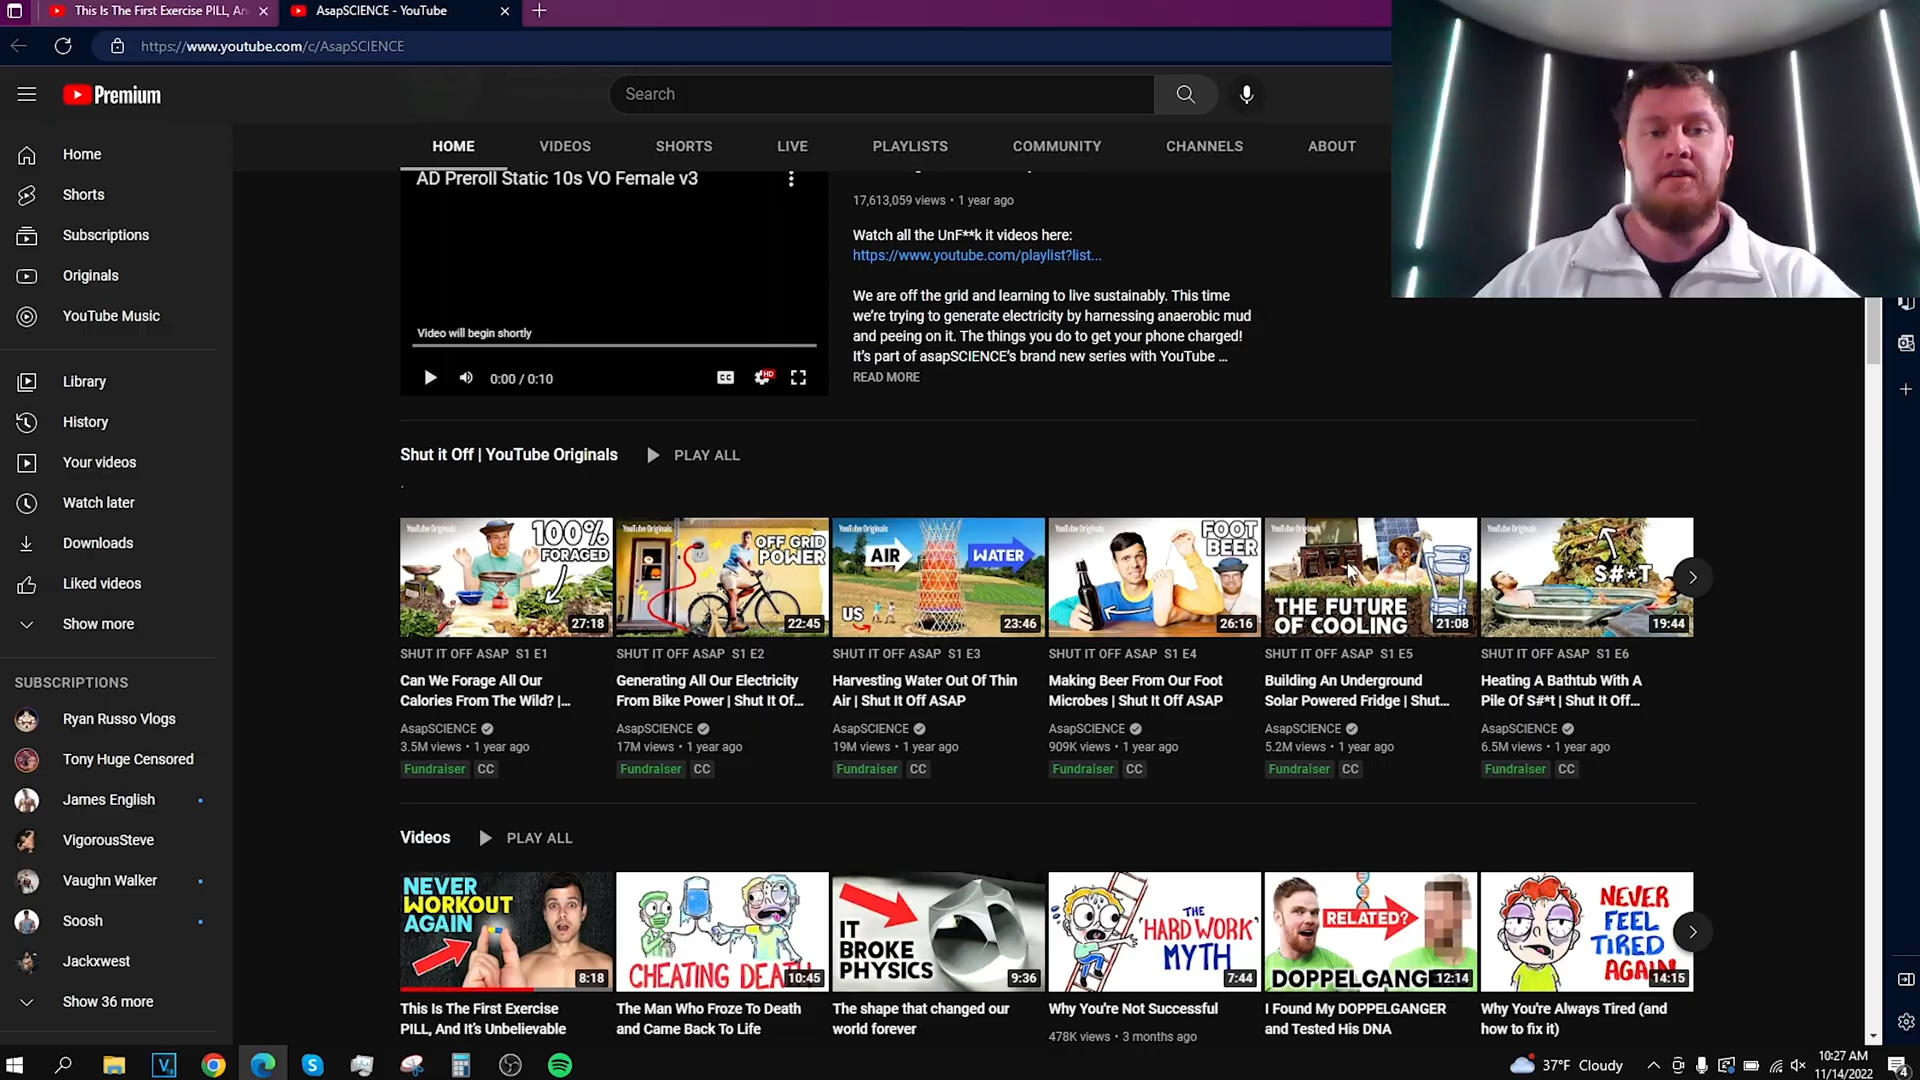 This Is The First Exercise PILL, An
AsapSCIENCE - YouTube
https://www.youtube.com/c/AsapSCIENCE
Premium
Search
HOME
VIDEOS
SHORTS
LIVE
PLAYLISTS
COMMUNITY
CHANNELS
ABOUT
Home
Shorts
Subscriptions
Originals
YouTube Music
Library
History
Your videos
Watch later
Downloads
Liked videos
Show more
SUBSCRIPTIONS
Ryan Russo Vlogs
Tony Huge Censored
James English
VigorousSteve
Vaughn Walker
Soosh
Jackxwest
Show 36 more
AD Preroll Static 10s VO Female v3
Video will begin shortly
0:00 / 0:10
CC
HD
17,613,059 views • 1 year ago
Watch all the UnF**k it videos here:
https://www.youtube.com/playlist?list...
We are off the grid and learning to live sustainably. This time
we're trying to generate electricity by harnessing anaerobic mud
and peeing on it. The things you do to get your phone charged!
It's part of asapSCIENCE's brand new series with YouTube ...
READ MORE
Shut it Off | YouTube Originals
PLAY ALL
.
YouTube Originals
100%
FORAGED
27:18
SHUT IT OFF ASAP S1 E1
Can We Forage All Our
Calories From The Wild? |...
AsapSCIENCE
3.5M views • 1 year ago
Fundraiser
CC
YouTube Originals
OFF GRID
POWER
22:45
SHUT IT OFF ASAP S1 E2
Generating All Our Electricity
From Bike Power | Shut It Of...
AsapSCIENCE
17M views • 1 year ago
Fundraiser
CC
YouTube Originals
AIR
WATER
US
23:46
SHUT IT OFF ASAP S1 E3
Harvesting Water Out Of Thin
Air | Shut It Off ASAP
AsapSCIENCE
19M views • 1 year ago
Fundraiser
CC
YouTube Originals
FOOT
BEER
26:16
SHUT IT OFF ASAP S1 E4
Making Beer From Our Foot
Microbes | Shut It Off ASAP
AsapSCIENCE
909K views • 1 year ago
Fundraiser
CC
YouTube Originals
THE FUTURE
OF COOLING
21:08
SHUT IT OFF ASAP S1 E5
Building An Underground
Solar Powered Fridge | Shut...
AsapSCIENCE
5.2M views • 1 year ago
Fundraiser
CC
YouTube Originals
S#*T
19:44
SHUT IT OFF ASAP S1 E6
Heating A Bathtub With A
Pile Of S#*t | Shut It Off...
AsapSCIENCE
6.5M views • 1 year ago
Fundraiser
CC
Videos
PLAY ALL
NEVER
WORKOUT
AGAIN
8:18
This Is The First Exercise
PILL, And It's Unbelievable
CHEATING DEATH
10:45
The Man Who Froze To Death
and Came Back To Life
IT
BROKE
PHYSICS
9:36
The shape that changed our
world forever
THE
'HARD WORK'
MYTH
7:44
Why You're Not Successful
478K views • 3 months ago
RELATED?
DOPPELGANG
12:14
I Found My DOPPELGANGER
and Tested His DNA
NEVER
FEEL
TIRED
AGAIN
14:15
Why You're Always Tired (and
how to fix it)
37°F Cloudy
10:27 AM
11/14/2022
4